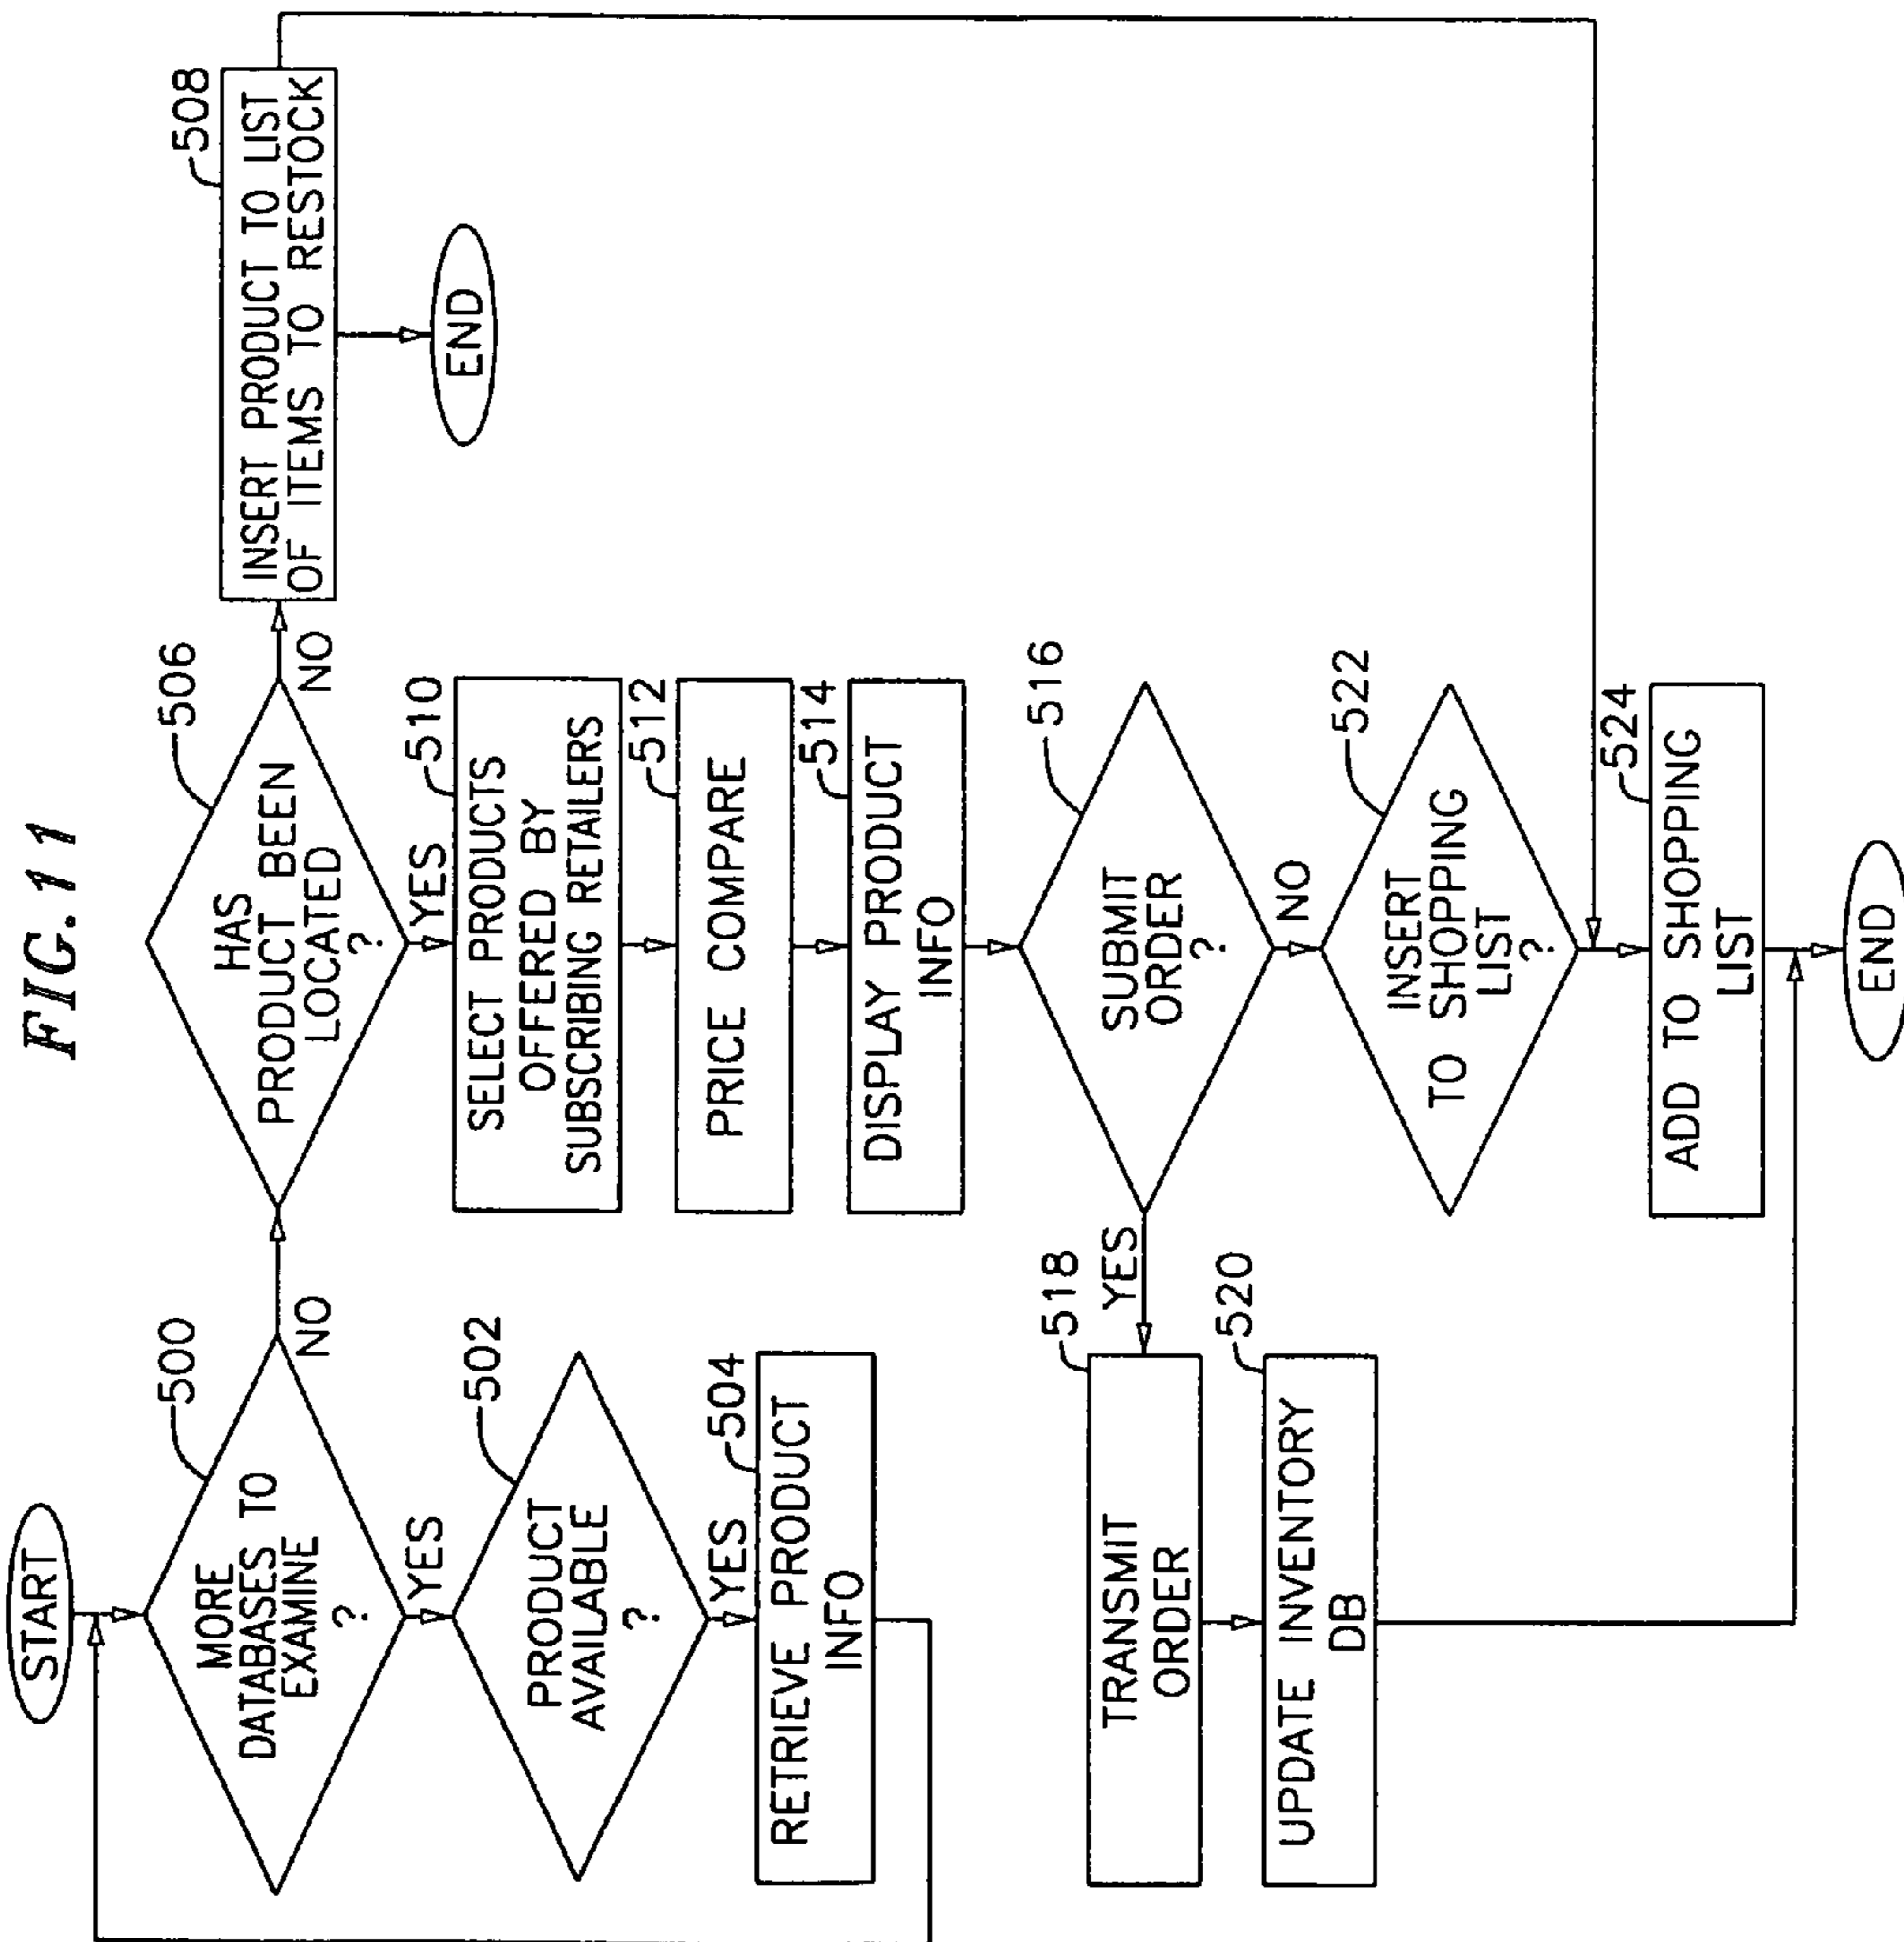 FIG. 11
START
500
MORE
DATABASES TO
EXAMINE
?
NO
YES
502
PRODUCT
AVAILABLE
?
YES
504
RETRIEVE PRODUCT
INFO
506
HAS
PRODUCT BEEN
LOCATED
?
NO
YES
508
INSERT PRODUCT TO LIST
OF ITEMS TO RESTOCK
END
510
SELECT PRODUCTS
OFFERED BY
SUBSCRIBING RETAILERS
512
PRICE COMPARE
514
DISPLAY PRODUCT
INFO
516
SUBMIT
ORDER
?
YES
NO
518
TRANSMIT
ORDER
520
UPDATE INVENTORY
DB
522
INSERT
TO SHOPPING
LIST
?
524
ADD TO SHOPPING
LIST
END